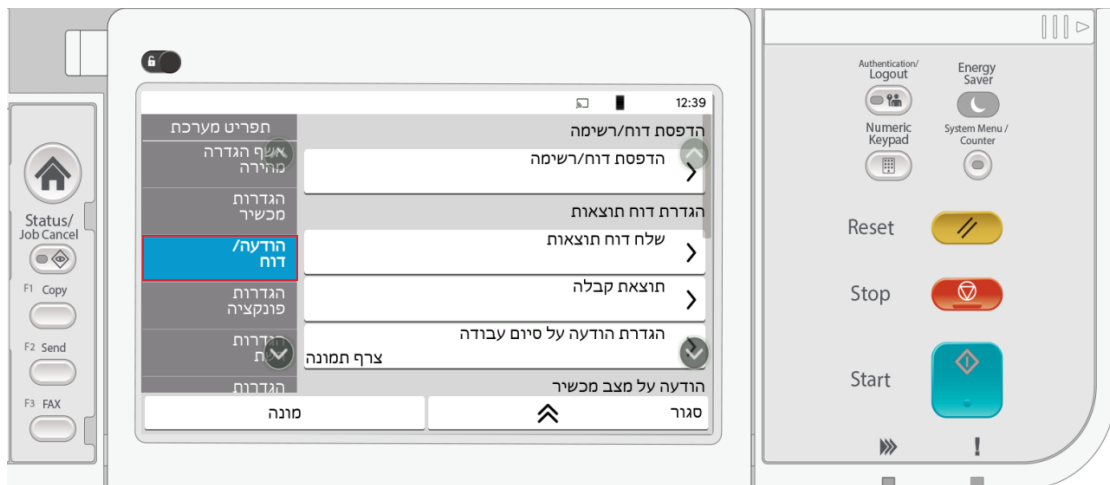 12:39
תפריט מערכת
אשף הגדרה
מהירה
הגדרות
מכשיר
הודעה/
דוח
הגדרות
פונקציה
הגדרות
הדפסת דוח/רשימה
הדפסת דוח/רשימה
הגדרת דוח תוצאות
שלח דוח תוצאות
תוצאת קבלה
הגדרת הודעה על סיום עבודה
צרף תמונה
הודעה על מצב מכשיר
מונה
סגור
Status/
Job Cancel
F1 Copy
F2 Send
F3 FAX
Authentication/
Logout
Energy
Saver
Numeric
Keypad
System Menu /
Counter
Reset
Stop
Start